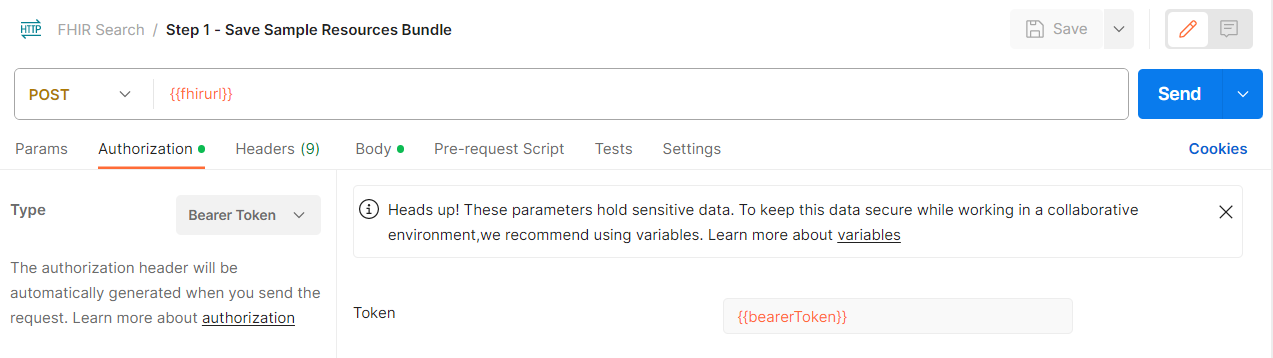 HTTP FHIR Search / Step 1 - Save Sample Resources Bundle Save
POST {{fhirurl}} Send
Params Authorization Headers (9) Body Pre-request Script Tests Settings Cookies
Type Bearer Token
The authorization header will be
automatically generated when you send the
request. Learn more about authorization
Heads up! These parameters hold sensitive data. To keep this data secure while working in a collaborative
environment,we recommend using variables. Learn more about variables
Token {{bearerToken}}